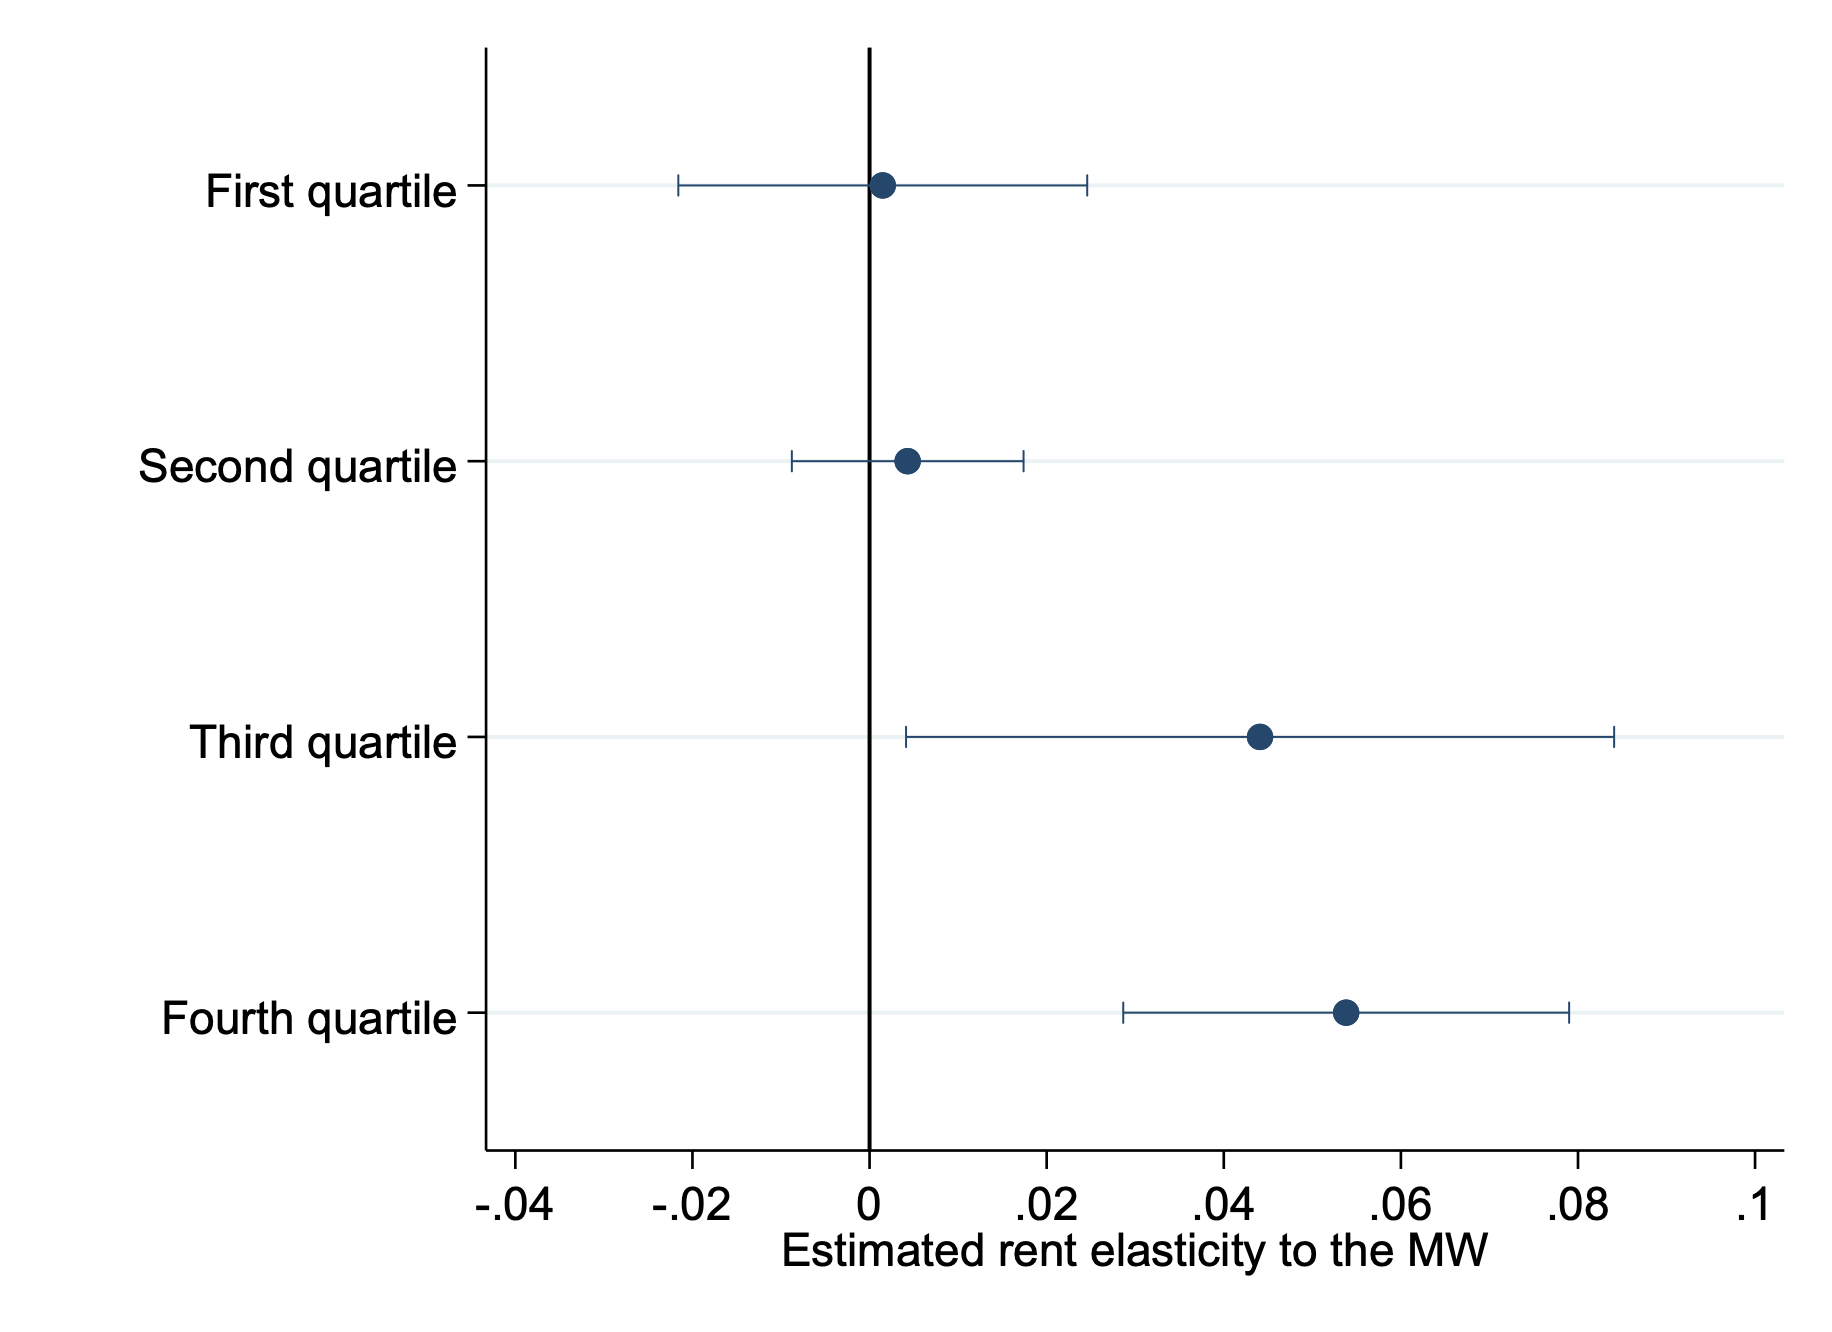 First quartile
Second quartile
Third quartile
Fourth quartile
-.04 -.02 0 .02 .04 .06 .08 .1
Estimated rent elasticity to the MW